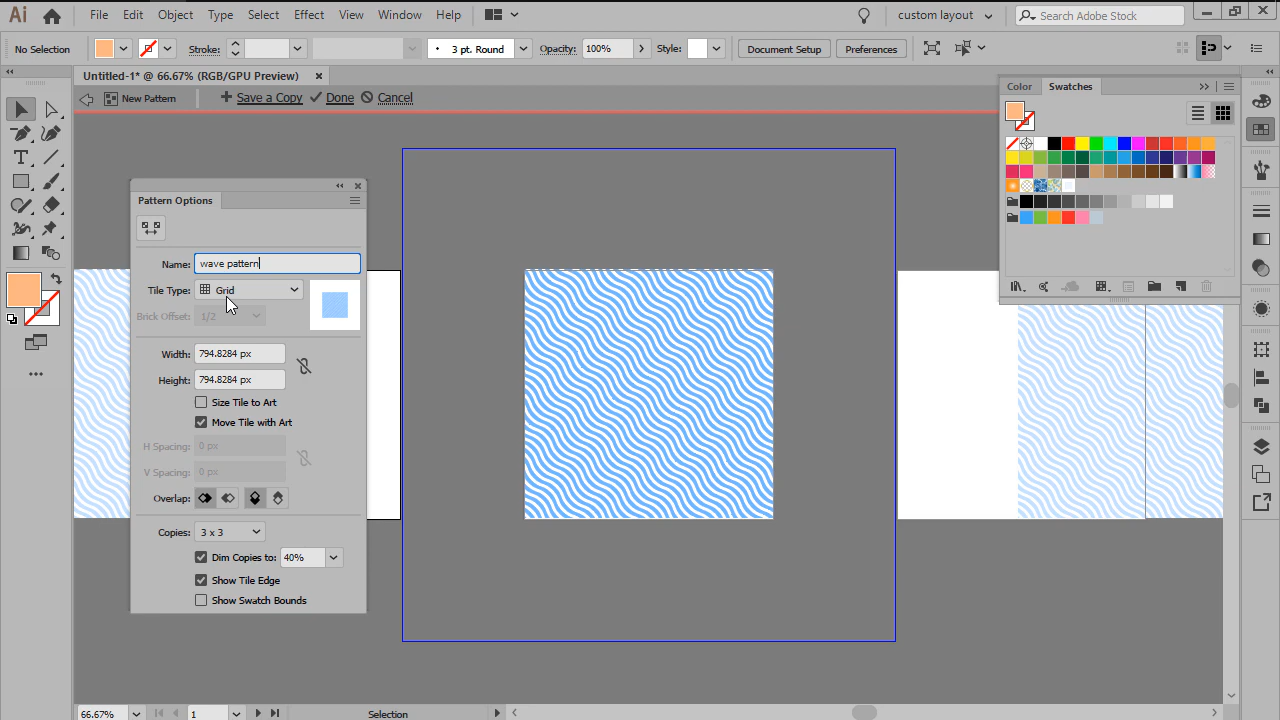 Ai File Edit Object Type Select Effect View Window Help custom layout Search Adobe Stock
No Selection Stroke: 3 pt. Round Opacity: 100% Style: Document Setup Preferences
Untitled-1* @ 66.67% (RGB/GPU Preview)
New Pattern Save a Copy Done Cancel
Color Swatches
Pattern Options
Name: wave pattern
Tile Type: Grid
Brick Offset: 1/2
Width: 794.8284 px
Height: 794.8284 px
Size Tile to Art
Move Tile with Art
H Spacing: 0 px
V Spacing: 0 px
Overlap:
Copies: 3 x 3
Dim Copies to: 40%
Show Tile Edge
Show Swatch Bounds
66.67% 1 Selection